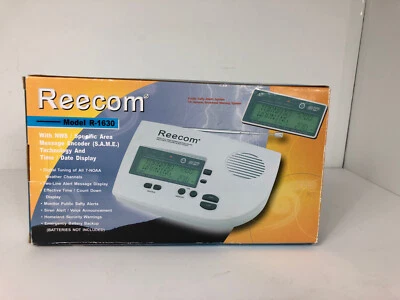 Reecom
Model R-1630
With NWS - Specific Area
Message Encoder (S.A.M.E.)
Technology And
Time / Date Display
• Digital Tuning of All 7-NOAA
Weather Channels
• Two-Line Alert Message Display
• Effective Time / Count Down
Display
• Monitor Public Safty Alerts
• Siren Alert / Voice Announcement
• Homeland Security Warnings
• Emergency Battery Backup
(BATTERIES NOT INCLUDED)
Reecom